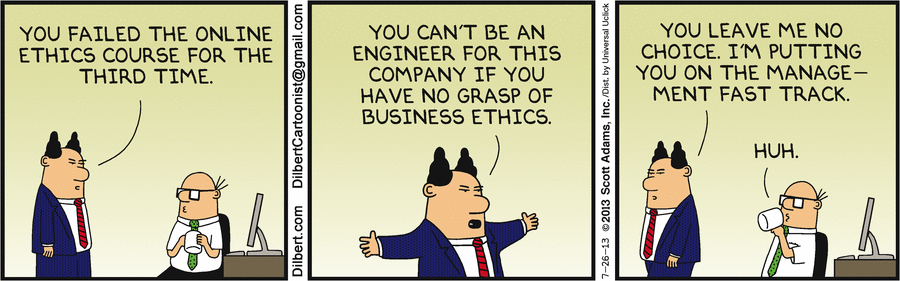 YOU FAILED THE ONLINE
ETHICS COURSE FOR THE
THIRD TIME.
Dilbert.com DilbertCartoonist@gmail.com
YOU CAN'T BE AN
ENGINEER FOR THIS
COMPANY IF YOU
HAVE NO GRASP OF
BUSINESS ETHICS.
7-26-13 ©2013 Scott Adams, Inc./Dist. by Universal Uclick
YOU LEAVE ME NO
CHOICE. I'M PUTTING
YOU ON THE MANAGE-
MENT FAST TRACK.
HUH.